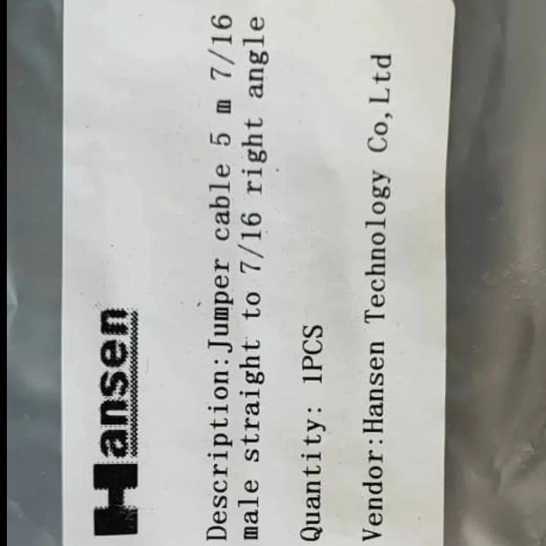 Hansen
Description:Jumper cable 5 m 7/16
male straight to 7/16 right angle
Quantity: 1PCS
Vendor:Hansen Technology Co,Ltd